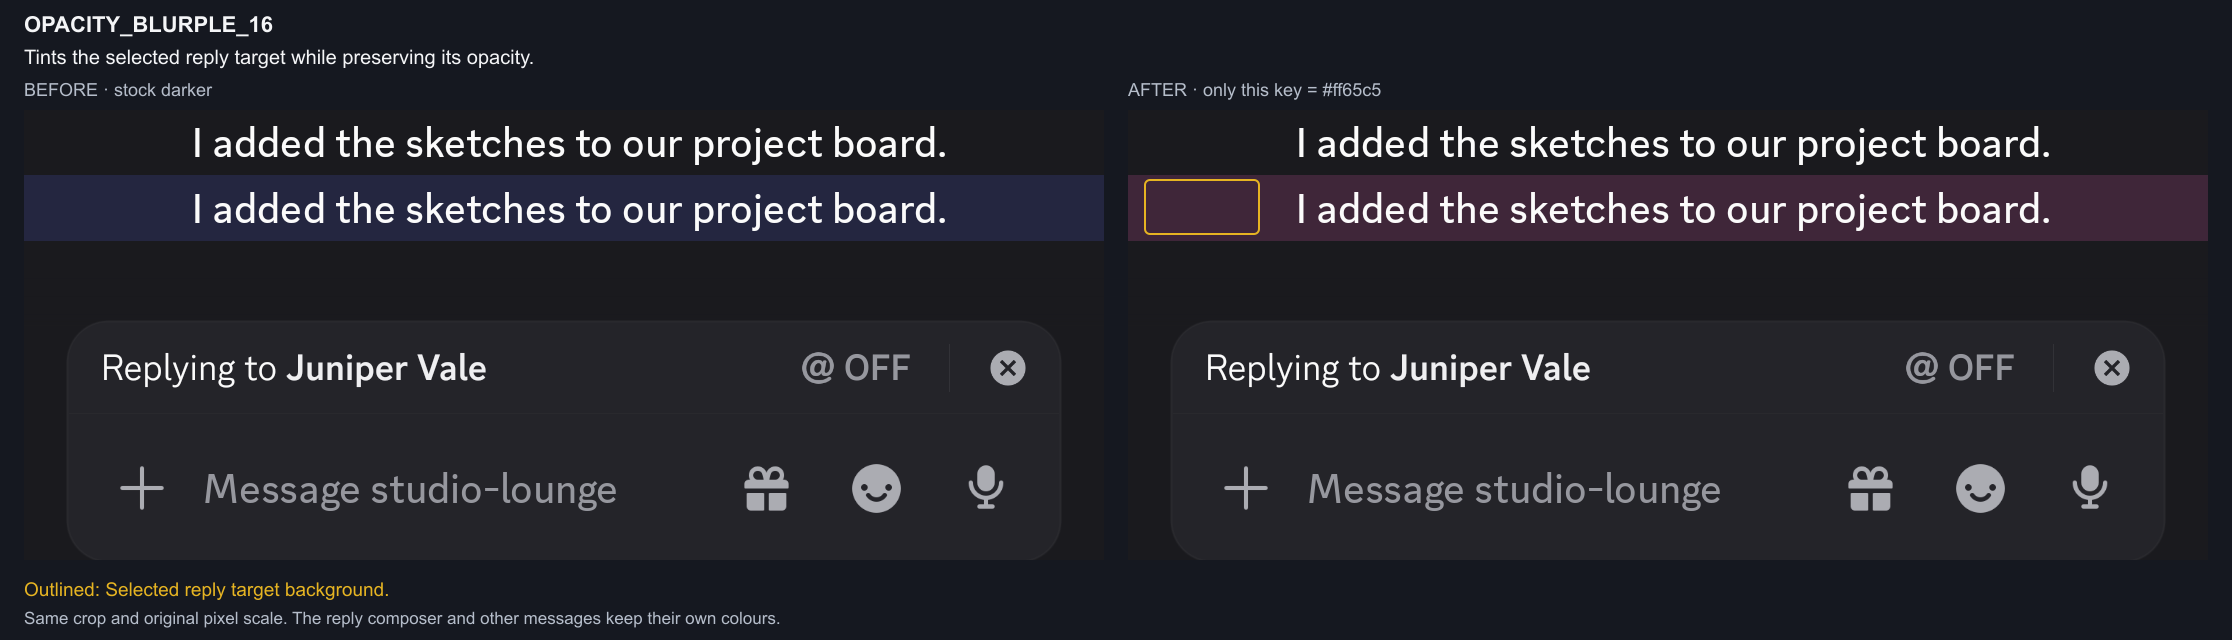 OPACITY_BLURPLE_16
Tints the selected reply target while preserving its opacity.
BEFORE · stock darker
AFTER · only this key = #ff65c5
I added the sketches to our project board.
I added the sketches to our project board.
Replying to Juniper Vale
@ OFF
Message studio-lounge
I added the sketches to our project board.
I added the sketches to our project board.
Replying to Juniper Vale
@ OFF
Message studio-lounge
Outlined: Selected reply target background.
Same crop and original pixel scale. The reply composer and other messages keep their own colours.